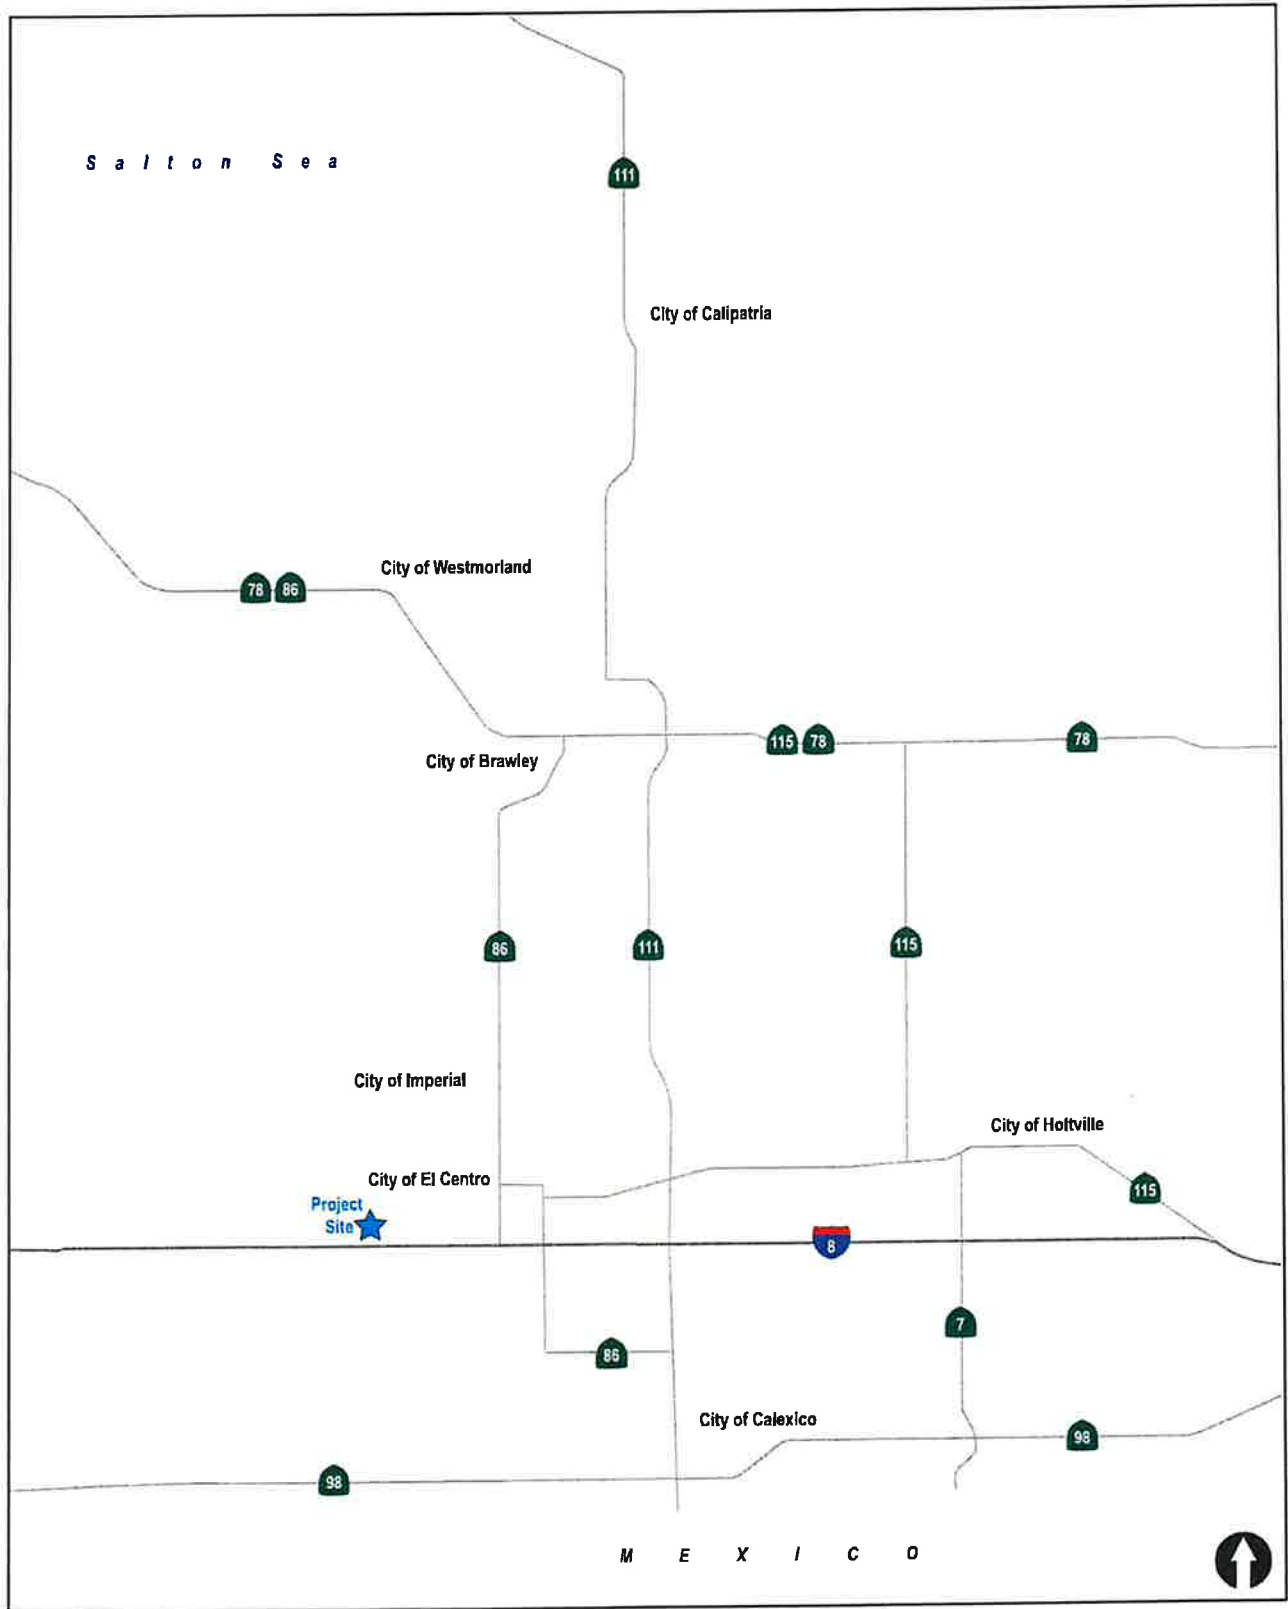 Salton Sea
111
City of Calipatria
City of Westmorland
78 86
115 78
78
City of Brawley
86
111
115
City of Imperial
City of Holtville
City of El Centro
115
Project
Site
8
7
86
City of Calexico
98
98
MEXICO